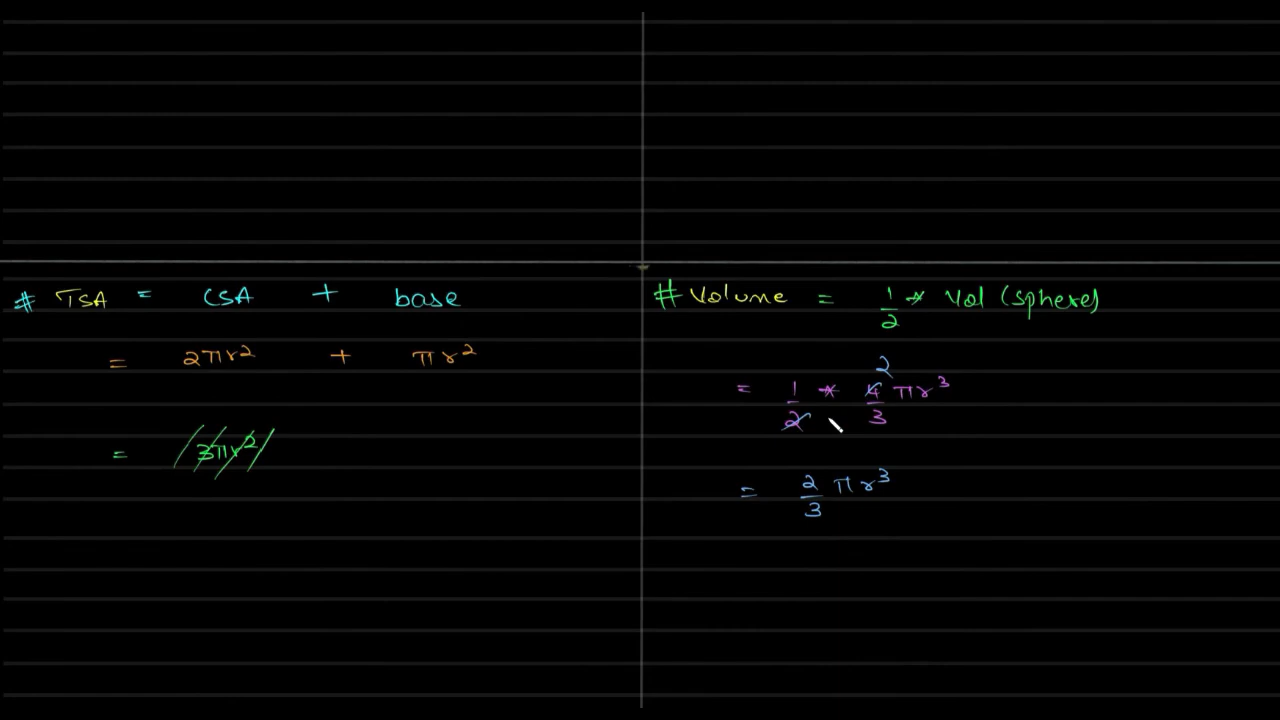 # TSA = CSA + base
= 2πr² + πr²
= 3πr²
# Volume = 1/2 * Vol (sphere)
2
= 1/2 * 4/3 πr³
= 2/3 πr³